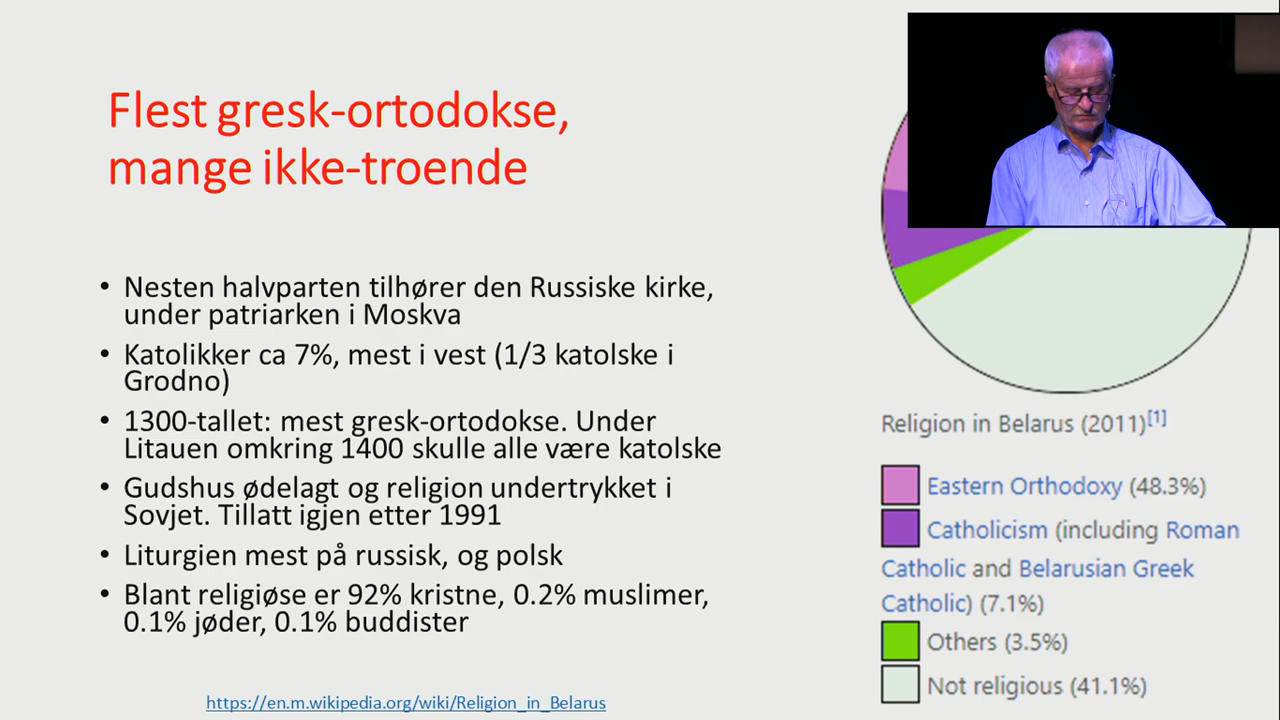 Flest gresk-ortodokse,
mange ikke-troende
• Nesten halvparten tilhører den Russiske kirke,
under patriarken i Moskva
• Katolikker ca 7%, mest i vest (1/3 katolske i
Grodno)
• 1300-tallet: mest gresk-ortodokse. Under
Litauen omkring 1400 skulle alle være katolske
• Gudshus ødelagt og religion undertrykket i
Sovjet. Tillatt igjen etter 1991
• Liturgien mest på russisk, og polsk
• Blant religiøse er 92% kristne, 0.2% muslimer,
0.1% jøder, 0.1% buddister
https://en.m.wikipedia.org/wiki/Religion_in_Belarus
Religion in Belarus (2011)[1]
Eastern Orthodoxy (48.3%)
Catholicism (including Roman
Catholic and Belarusian Greek
Catholic) (7.1%)
Others (3.5%)
Not religious (41.1%)